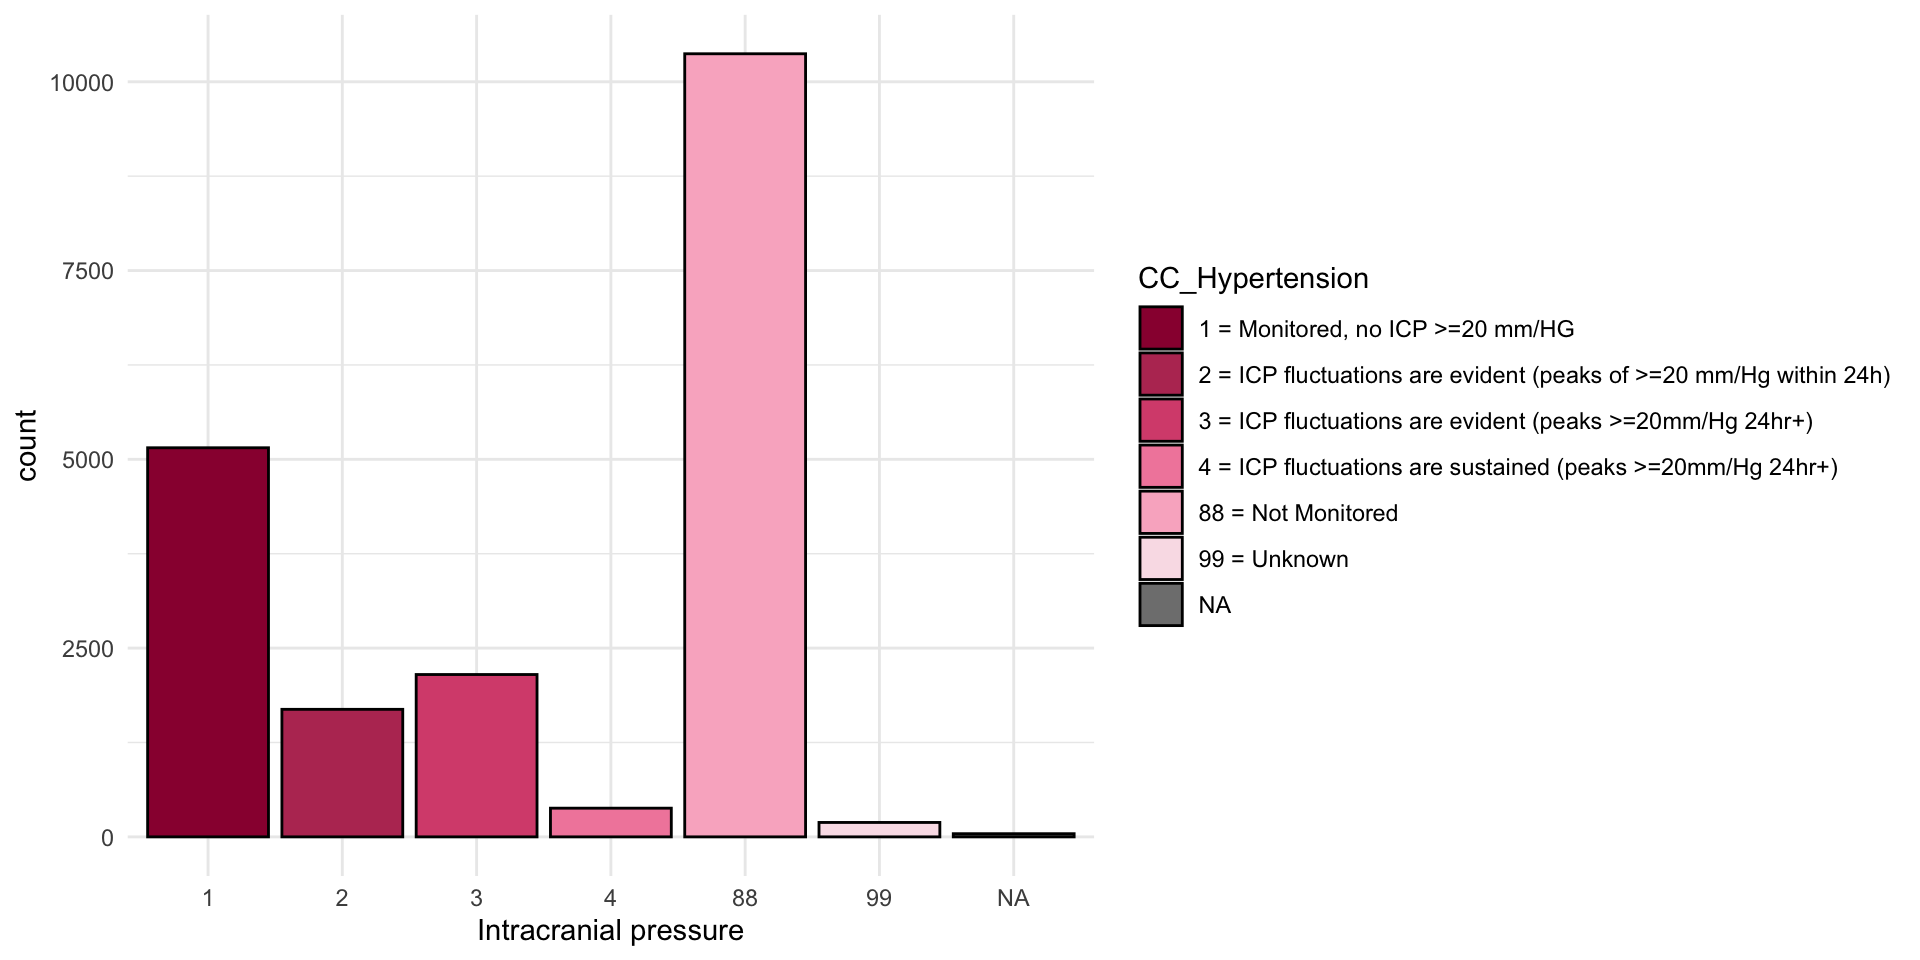 10000
7500
5000
2500
0
count
1
2
3
4
88
99
NA
Intracranial pressure
CC_Hypertension
1 = Monitored, no ICP >=20 mm/HG
2 = ICP fluctuations are evident (peaks of >=20 mm/Hg within 24h)
3 = ICP fluctuations are evident (peaks >=20mm/Hg 24hr+)
4 = ICP fluctuations are sustained (peaks >=20mm/Hg 24hr+)
88 = Not Monitored
99 = Unknown
NA